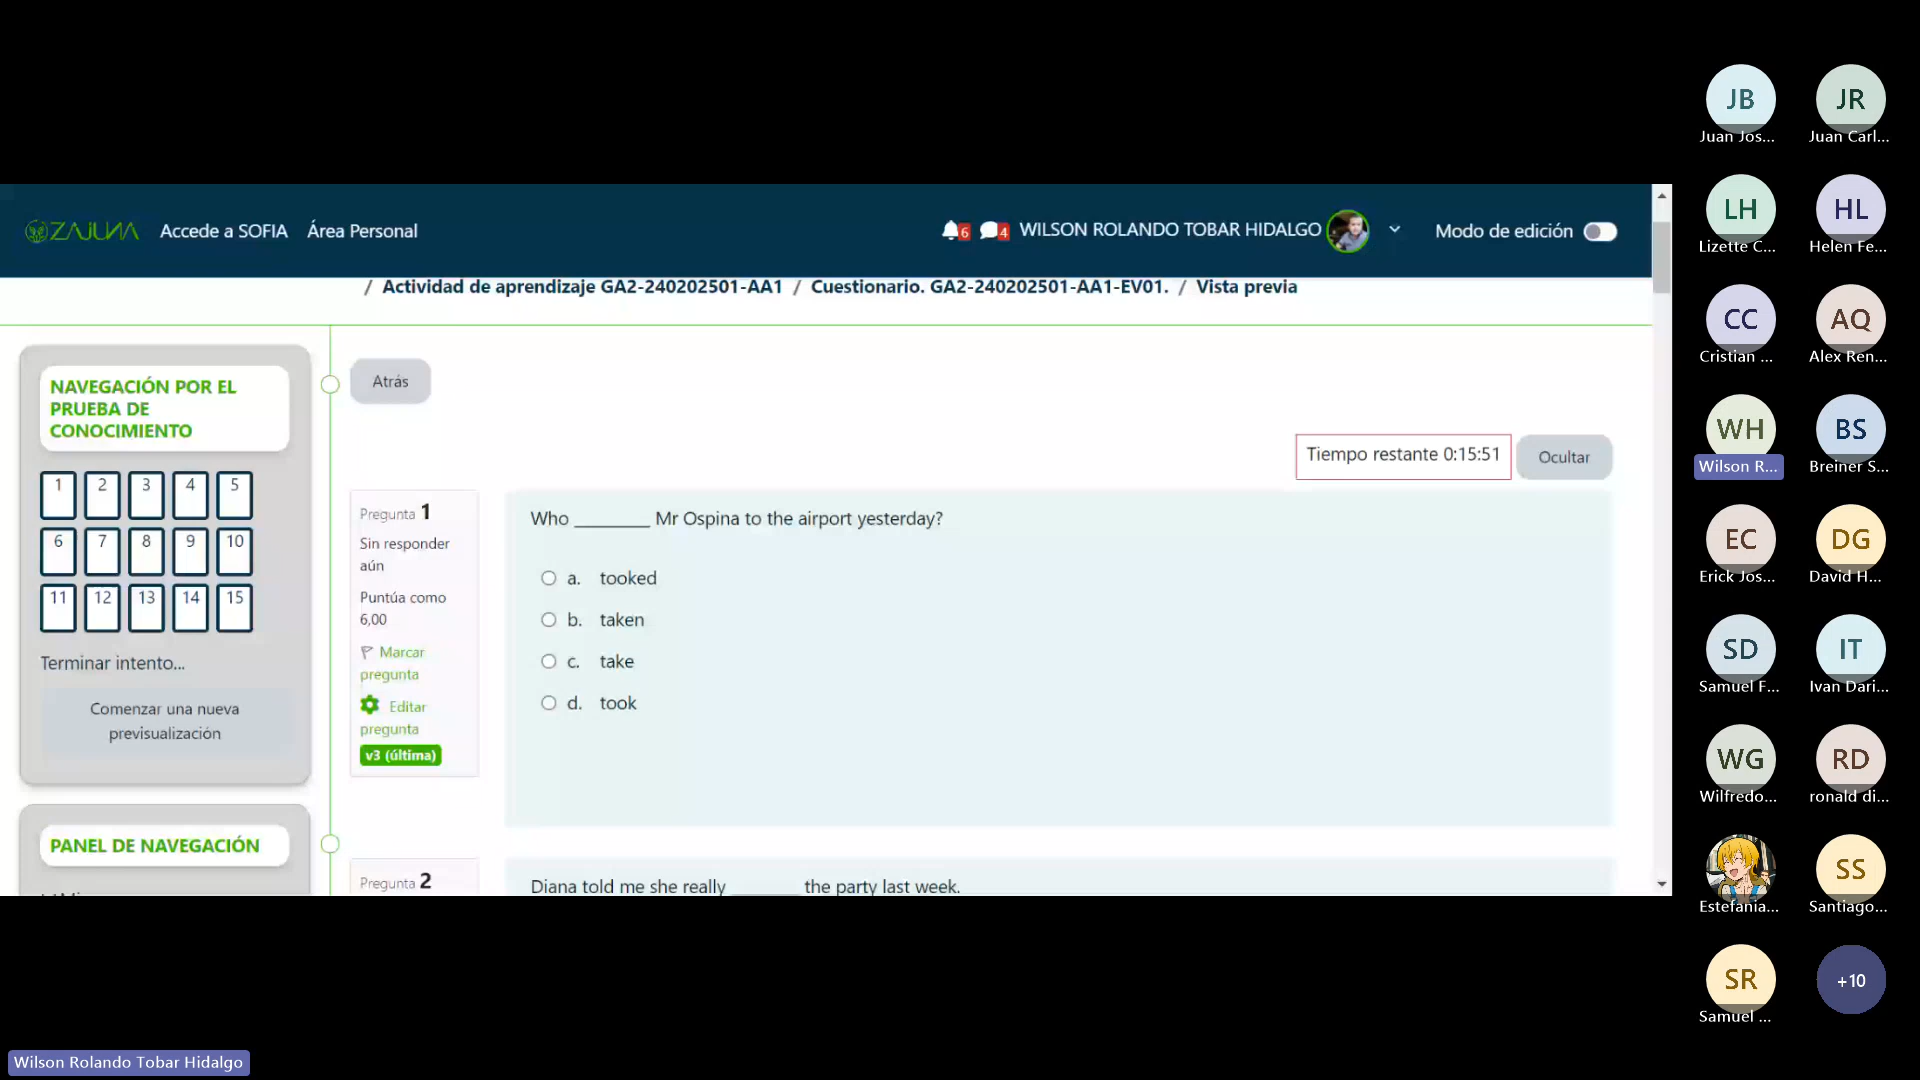 ZAJUNA Accede a SOFIA Área Personal 6 4 WILSON ROLANDO TOBAR HIDALGO Modo de edición
/ Actividad de aprendizaje GA2-240202501-AA1 / Cuestionario. GA2-240202501-AA1-EV01. / Vista previa
NAVEGACIÓN POR EL
PRUEBA DE
CONOCIMIENTO
1 2 3 4 5
6 7 8 9 10
11 12 13 14 15
Terminar intento...
Comenzar una nueva
previsualización
PANEL DE NAVEGACIÓN
Atrás
Tiempo restante 0:15:51
Ocultar
Pregunta 1
Sin responder
aún
Puntúa como
6,00
Marcar
pregunta
Editar
pregunta
v3 (última)
Who ________ Mr Ospina to the airport yesterday?
a. tooked
b. taken
c. take
d. took
Pregunta 2
Diana told me she really _______ the party last week.
JB JR
Juan Jos... Juan Carl...
LH HL
Lizette C... Helen Fe...
CC AQ
Cristian ... Alex Ren...
WH BS
Wilson R... Breiner S...
EC DG
Erick Jos... David H...
SD IT
Samuel F... Ivan Dari...
WG RD
Wilfredo... ronald di...
SS
Estefania... Santiago...
SR +10
Samuel ...
Wilson Rolando Tobar Hidalgo